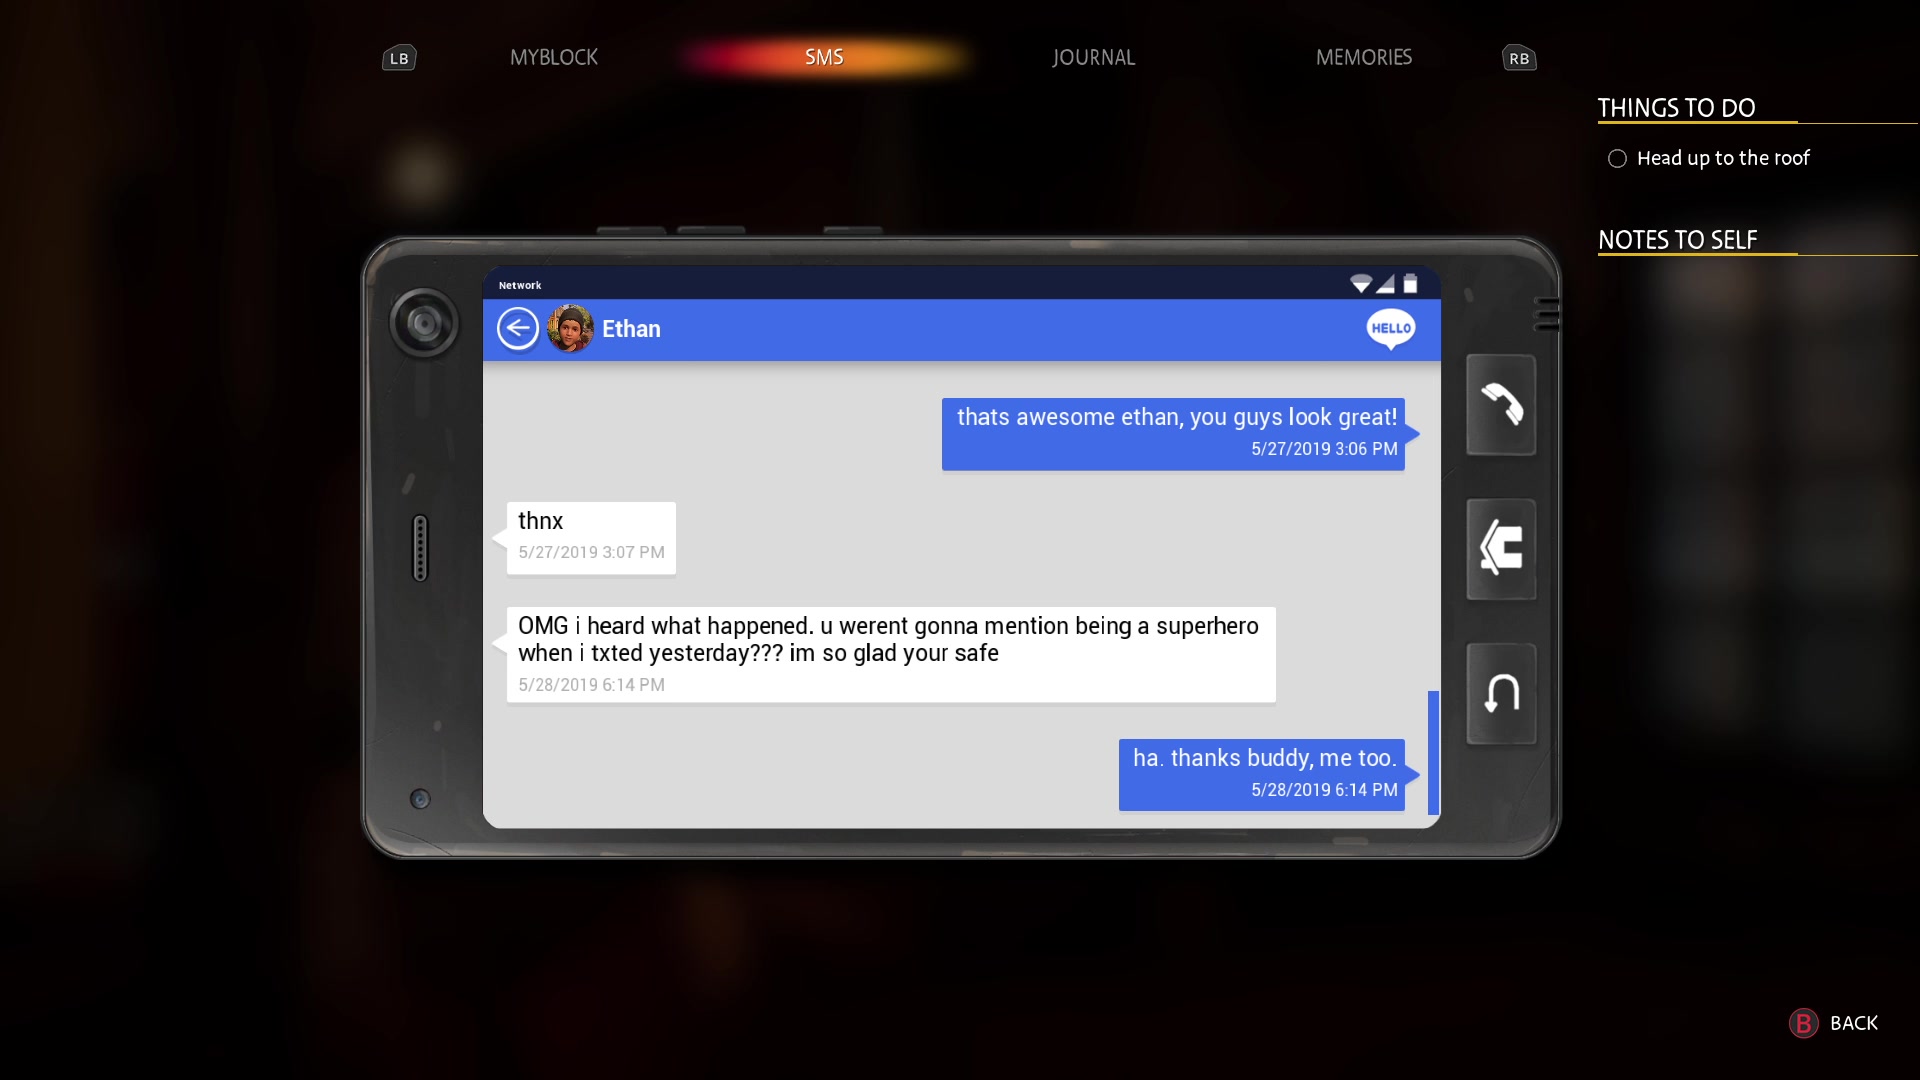 LB
MYBLOCK
SMS
JOURNAL
MEMORIES
RB
THINGS TO DO
Head up to the roof
NOTES TO SELF
Network
Ethan
HELLO
thats awesome ethan, you guys look great!
5/27/2019 3:06 PM
thnx
5/27/2019 3:07 PM
OMG i heard what happened. u werent gonna mention being a superhero
when i txted yesterday??? im so glad your safe
5/28/2019 6:14 PM
ha. thanks buddy, me too.
5/28/2019 6:14 PM
B BACK